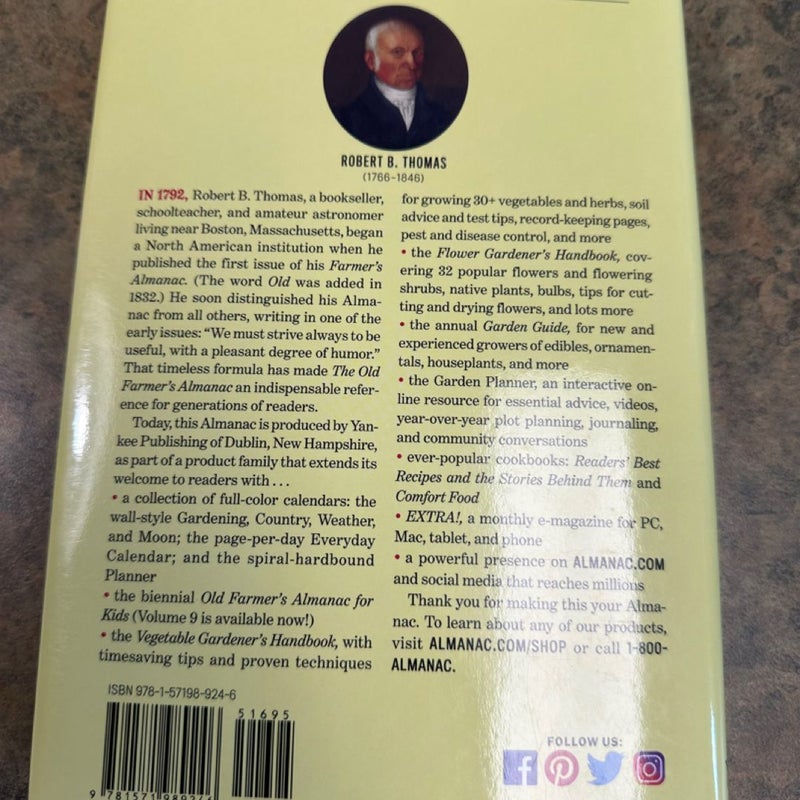 ROBERT B. THOMAS
(1766–1846)
IN 1792, Robert B. Thomas, a bookseller,
schoolteacher, and amateur astronomer
living near Boston, Massachusetts, began
a North American institution when he
published the first issue of his Farmer's
Almanac. (The word Old was added in
1832.) He soon distinguished his Alma-
nac from all others, writing in one of the
early issues: “We must strive always to be
useful, with a pleasant degree of humor.”
That timeless formula has made The Old
Farmer's Almanac an indispensable refer-
ence for generations of readers.
Today, this Almanac is produced by Yan-
kee Publishing of Dublin, New Hampshire,
as part of a product family that extends its
welcome to readers with . . .
• a collection of full-color calendars: the
wall-style Gardening, Country, Weather,
and Moon; the page-per-day Everyday
Calendar; and the spiral-hardbound
Planner
• the biennial Old Farmer's Almanac for
Kids (Volume 9 is available now!)
• the Vegetable Gardener's Handbook, with
timesaving tips and proven techniques
for growing 30+ vegetables and herbs, soil
advice and test tips, record-keeping pages,
pest and disease control, and more
• the Flower Gardener's Handbook, cov-
ering 32 popular flowers and flowering
shrubs, native plants, bulbs, tips for cut-
ting and drying flowers, and lots more
• the annual Garden Guide, for new and
experienced growers of edibles, ornamen-
tals, houseplants, and more
• the Garden Planner, an interactive on-
line resource for essential advice, videos,
year-over-year plot planning, journaling,
and community conversations
• ever-popular cookbooks: Readers' Best
Recipes and the Stories Behind Them and
Comfort Food
• EXTRA!, a monthly e-magazine for PC,
Mac, tablet, and phone
• a powerful presence on ALMANAC.COM
and social media that reaches millions
Thank you for making this your Alma-
nac. To learn about any of our products,
visit ALMANAC.COM/SHOP or call 1-800-
ALMANAC.
ISBN 978-1-57198-924-6
51695
9 781571 989246
FOLLOW US: